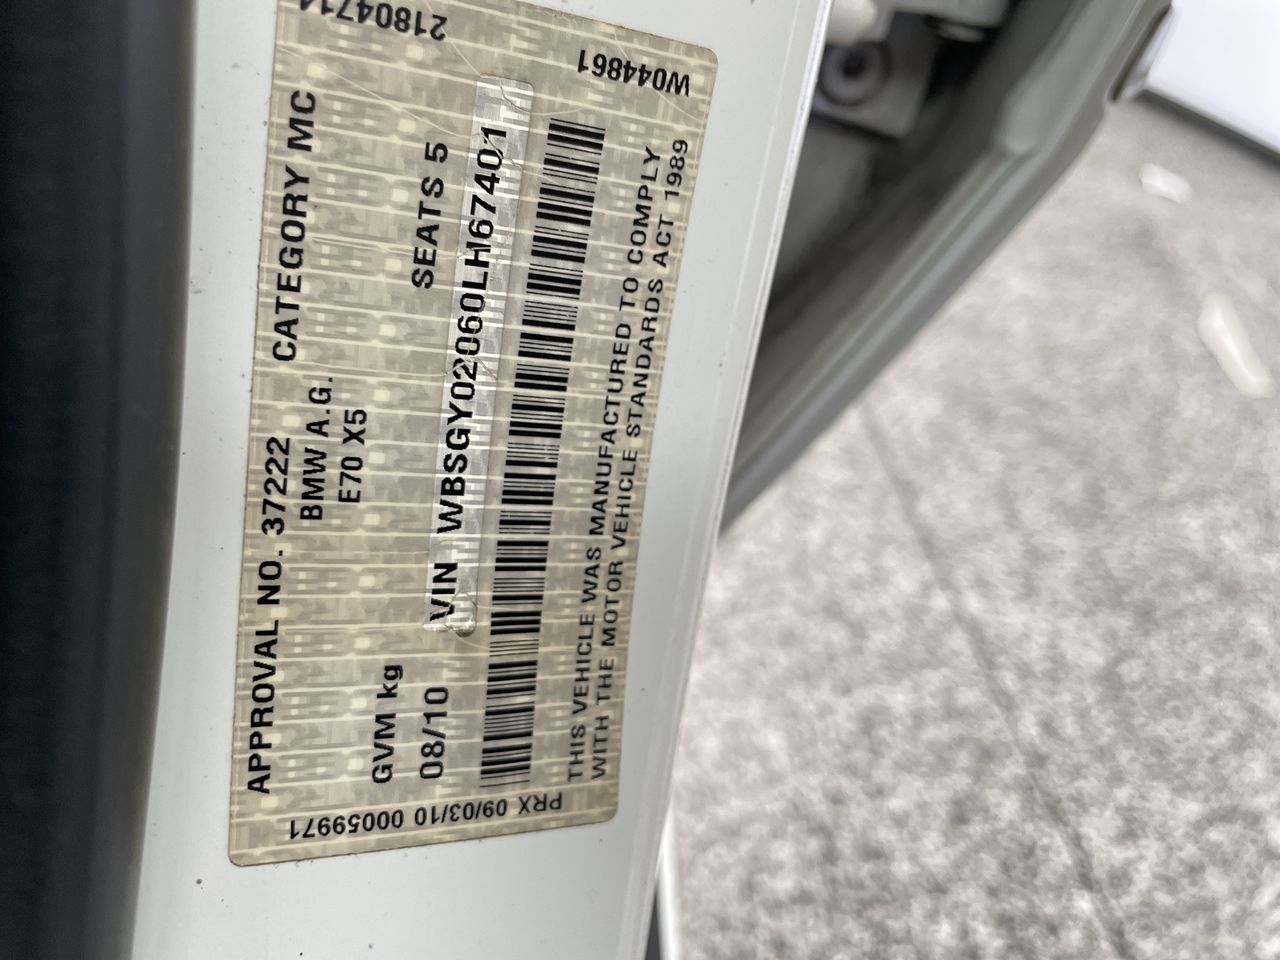 APPROVAL NO. 37222 CATEGORY MC
BMW A.G.
E70 X5
GVM kg SEATS 5
08/10 VIN WBSGY02060LH67401
THIS VEHICLE WAS MANUFACTURED TO COMPLY
WITH THE MOTOR VEHICLE STANDARDS ACT 1989
PRX 09/03/10 00059971
W044861
21804714